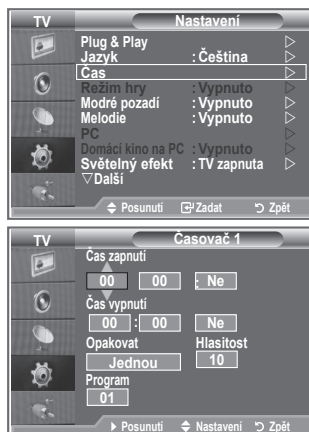 TV Nastavení
Plug & Play
Jazyk : Čeština
Čas
Režim hry : Vypnuto
Modré pozadí : Vypnuto
Melodie : Vypnuto
PC
Domácí kino na PC : Vypnuto
Světelný efekt : TV zapnuta
▽Další
Posunutí Zadat Zpět
TV Časovač 1
Čas zapnutí
00 00 : Ne
Čas vypnutí
00 : 00 Ne
Opakovat Hlasitost
Jednou 10
Program
01
Posunutí Nastavení Zpět